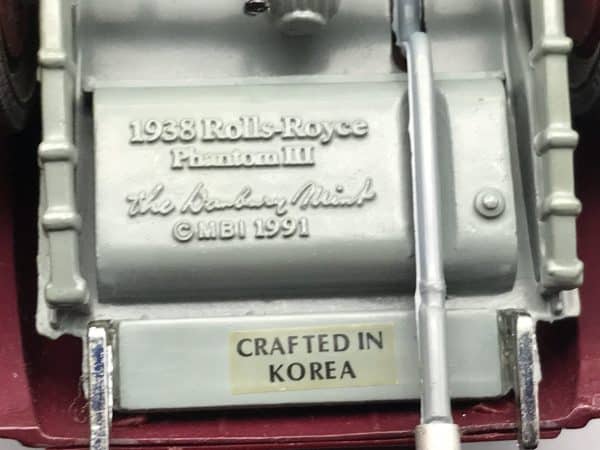 1938 Rolls-Royce
Phantom III
The Danbury Mint
©MBI 1991
CRAFTED IN
KOREA